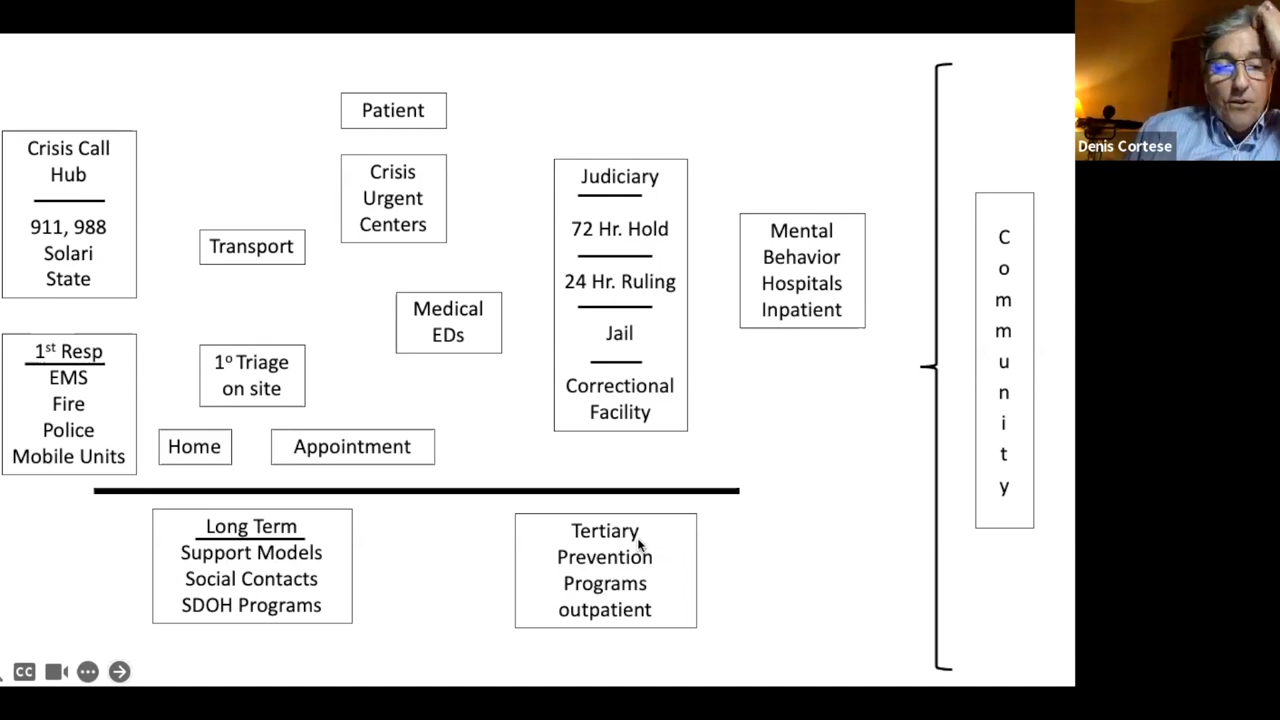 Patient
Crisis Call
Hub
911, 988
Solari
State
Crisis
Urgent
Centers
Transport
Judiciary
72 Hr. Hold
24 Hr. Ruling
Jail
Correctional
Facility
Mental
Behavior
Hospitals
Inpatient
Medical
EDs
1st Resp
EMS
Fire
Police
Mobile Units
1º Triage
on site
Home
Appointment
Long Term
Support Models
Social Contacts
SDOH Programs
Tertiary
Prevention
Programs
outpatient
C
o
m
m
u
n
i
t
y
Denis Cortese
CC